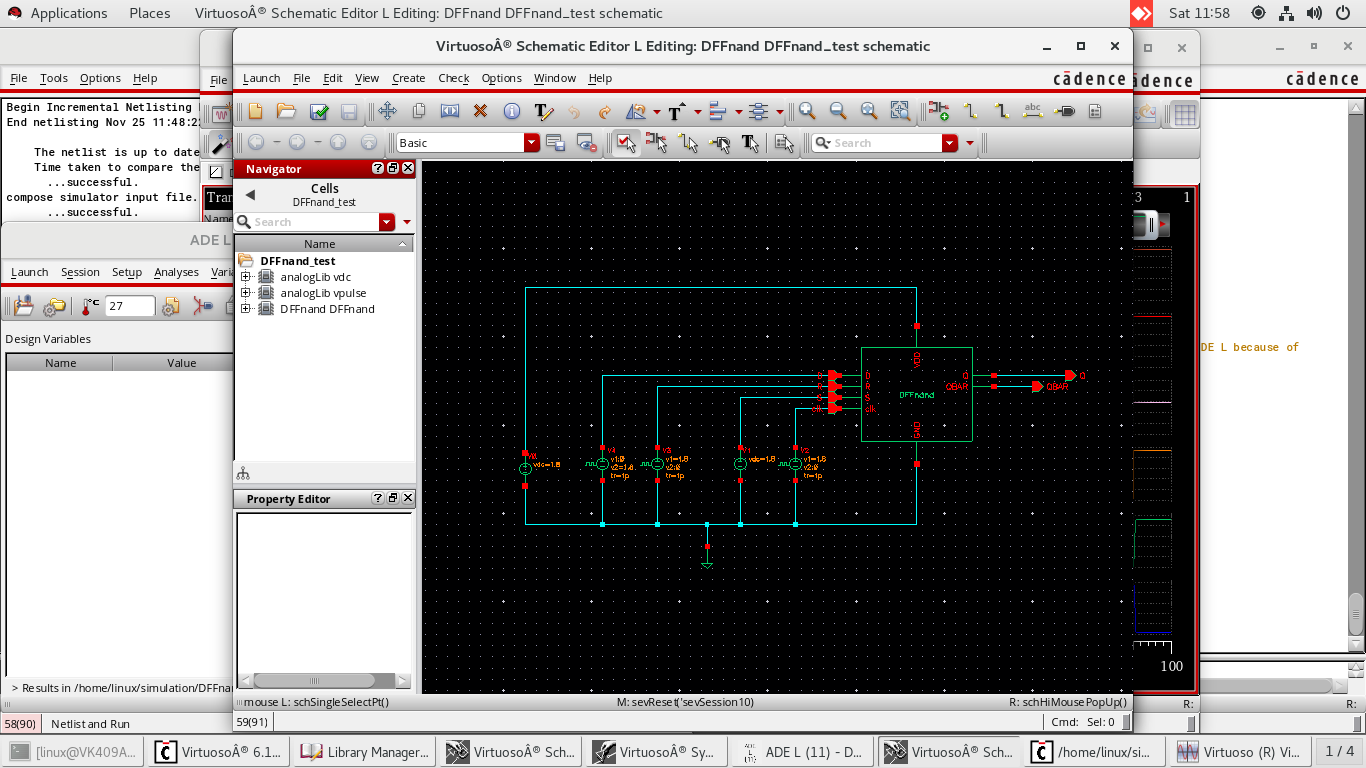 Applications Places VirtuosoÂ® Schematic Editor L Editing: DFFnand DFFnand_test schematic Sat 11:58
VirtuosoÂ® Schematic Editor L Editing: DFFnand DFFnand_test schematic
File Tools Options Help
File
Launch File Edit View Create Check Options Window Help
cādence
cādence
cādence
Begin Incremental Netlisting
End netlisting Nov 25 11:48:2
The netlist is up to date
Time taken to compare the
...successful.
compose simulator input file.
...successful.
Basic
Search
Navigator
Cells
DFFnand_test
Search
Name
DFFnand_test
analogLib vdc
analogLib vpulse
DFFnand DFFnand
Property Editor
Tran
Name
ADE L
Launch Session Setup Analyses Varia
27
Design Variables
Name Value
> Results in /home/linux/simulation/DFFnan
58(90) Netlist and Run
VDD
D
R
S
clk
D
R
S
clk
DFFnand
GND
Q
QBAR
Q
QBAR
vdc=1.8
v1:0
v2=1.8
tr=1p
v1=1.8
v2:0
tr=1p
vdc=1.8
v1=1.8
v2:0
tr=1p
3 1
100
DE L because of
mouse L: schSingleSelectPt() M: sevReset('sevSession10) R: schHiMousePopUp()
R:
R:
59(91) Cmd: Sel: 0
[linux@VK409A... VirtuosoÂ® 6.1... Library Manager... VirtuosoÂ® Sch... VirtuosoÂ® Sy... ADE L (11) - D... VirtuosoÂ® Sch... /home/linux/si... Virtuoso (R) Vi... 1 / 4